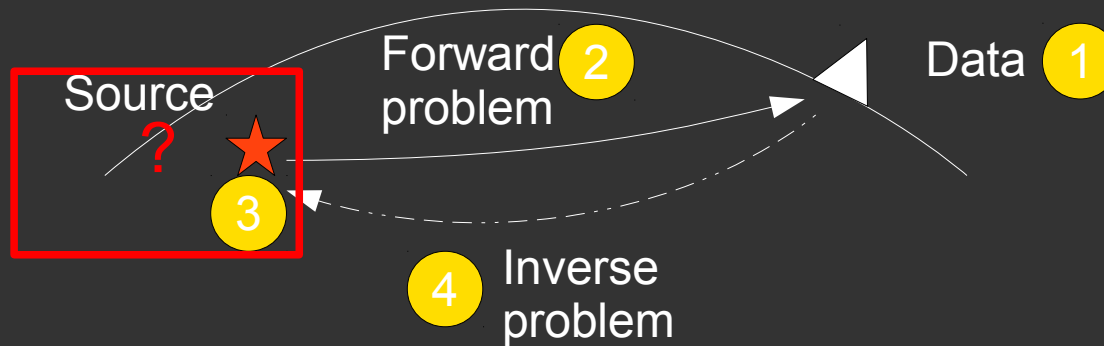 Forward
problem
2
Data
1
Source
?
3
4
Inverse
problem